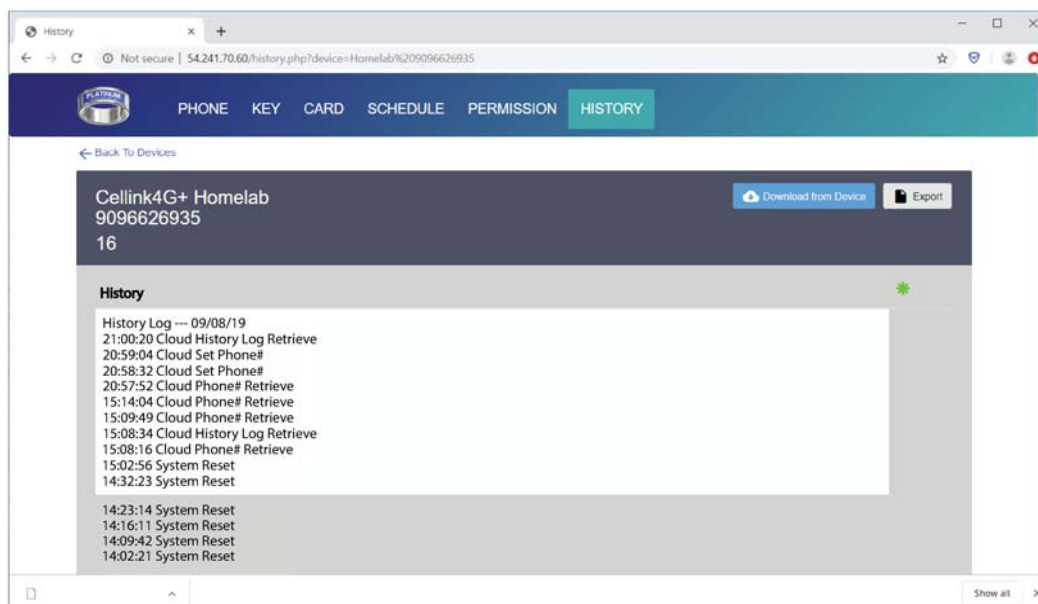 History
Not secure | 54.241.70.60/history.php?device=Homelab%209096626935
PLATINUM
PHONE KEY CARD SCHEDULE PERMISSION HISTORY
Back To Devices
Cellink4G+ Homelab
9096626935
16
Download from Device
Export
History
History Log --- 09/08/19
21:00:20 Cloud History Log Retrieve
20:59:04 Cloud Set Phone#
20:58:32 Cloud Set Phone#
20:57:52 Cloud Phone# Retrieve
15:14:04 Cloud Phone# Retrieve
15:09:49 Cloud Phone# Retrieve
15:08:34 Cloud History Log Retrieve
15:08:16 Cloud Phone# Retrieve
15:02:56 System Reset
14:32:23 System Reset
14:23:14 System Reset
14:16:11 System Reset
14:09:42 System Reset
14:02:21 System Reset
Show all